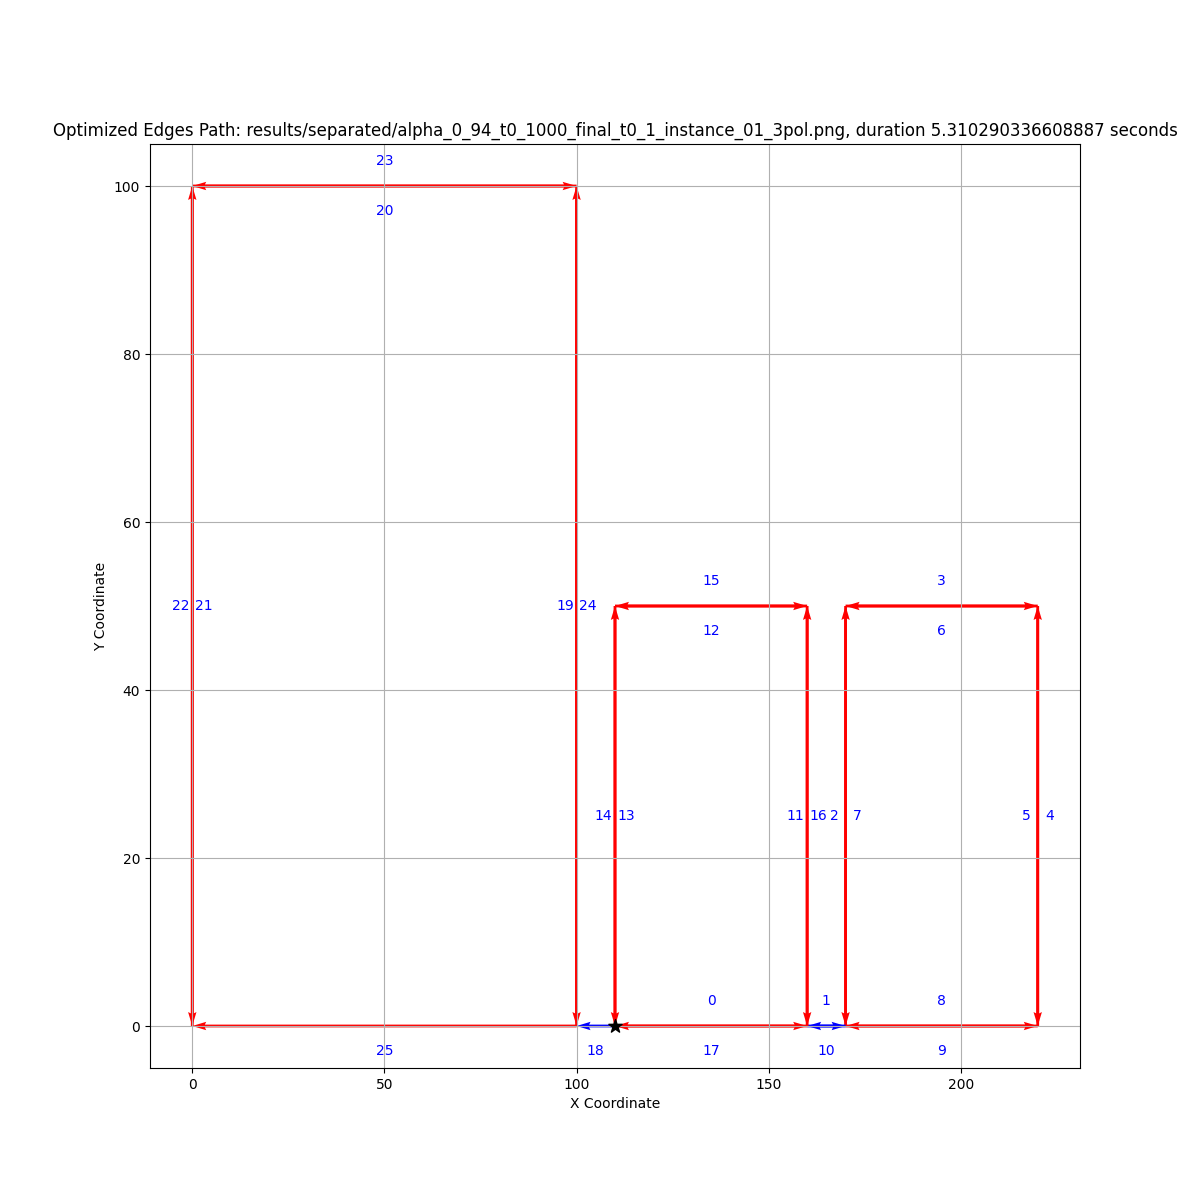 Optimized Edges Path: results/separated/alpha_0_94_t0_1000_final_t0_1_instance_01_3pol.png, duration 5.310290336608887 seconds
23
100
20
80
60
15 3
22 21 19 24
12 6
40
14 13 11 16 2 7 5 4
20
0 1 8
0
25 18 17 10 9
0 50 100 150 200
X Coordinate
Y Coordinate